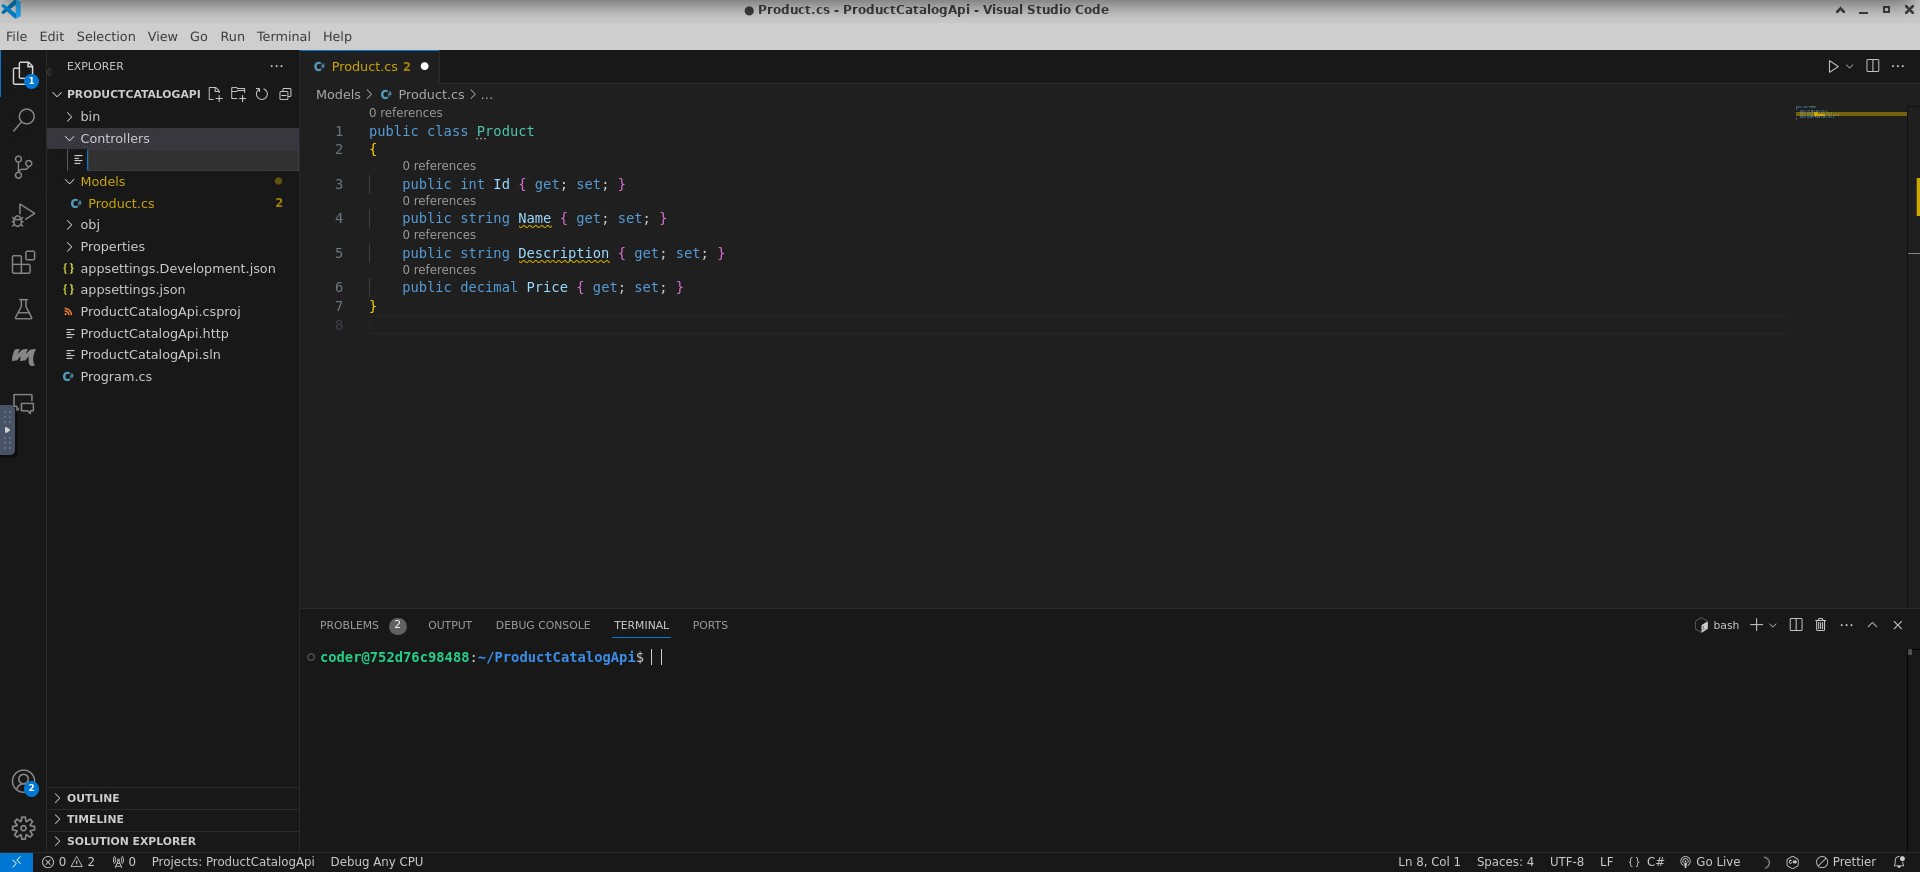 ● Product.cs - ProductCatalogApi - Visual Studio Code
File Edit Selection View Go Run Terminal Help
EXPLORER
1
PRODUCTCATALOGAPI
bin
Controllers
Models
Product.cs 2
obj
Properties
appsettings.Development.json
appsettings.json
ProductCatalogApi.csproj
ProductCatalogApi.http
ProductCatalogApi.sln
Program.cs
2
OUTLINE
TIMELINE
SOLUTION EXPLORER
Product.cs 2
Models > Product.cs > ...
0 references
1 public class Product
2 {
0 references
3 public int Id { get; set; }
0 references
4 public string Name { get; set; }
0 references
5 public string Description { get; set; }
0 references
6 public decimal Price { get; set; }
7 }
8
PROBLEMS 2 OUTPUT DEBUG CONSOLE TERMINAL PORTS
bash
coder@752d76c98488:~/ProductCatalogApi$
0 2 0 Projects: ProductCatalogApi Debug Any CPU
Ln 8, Col 1 Spaces: 4 UTF-8 LF {} C# Go Live Prettier